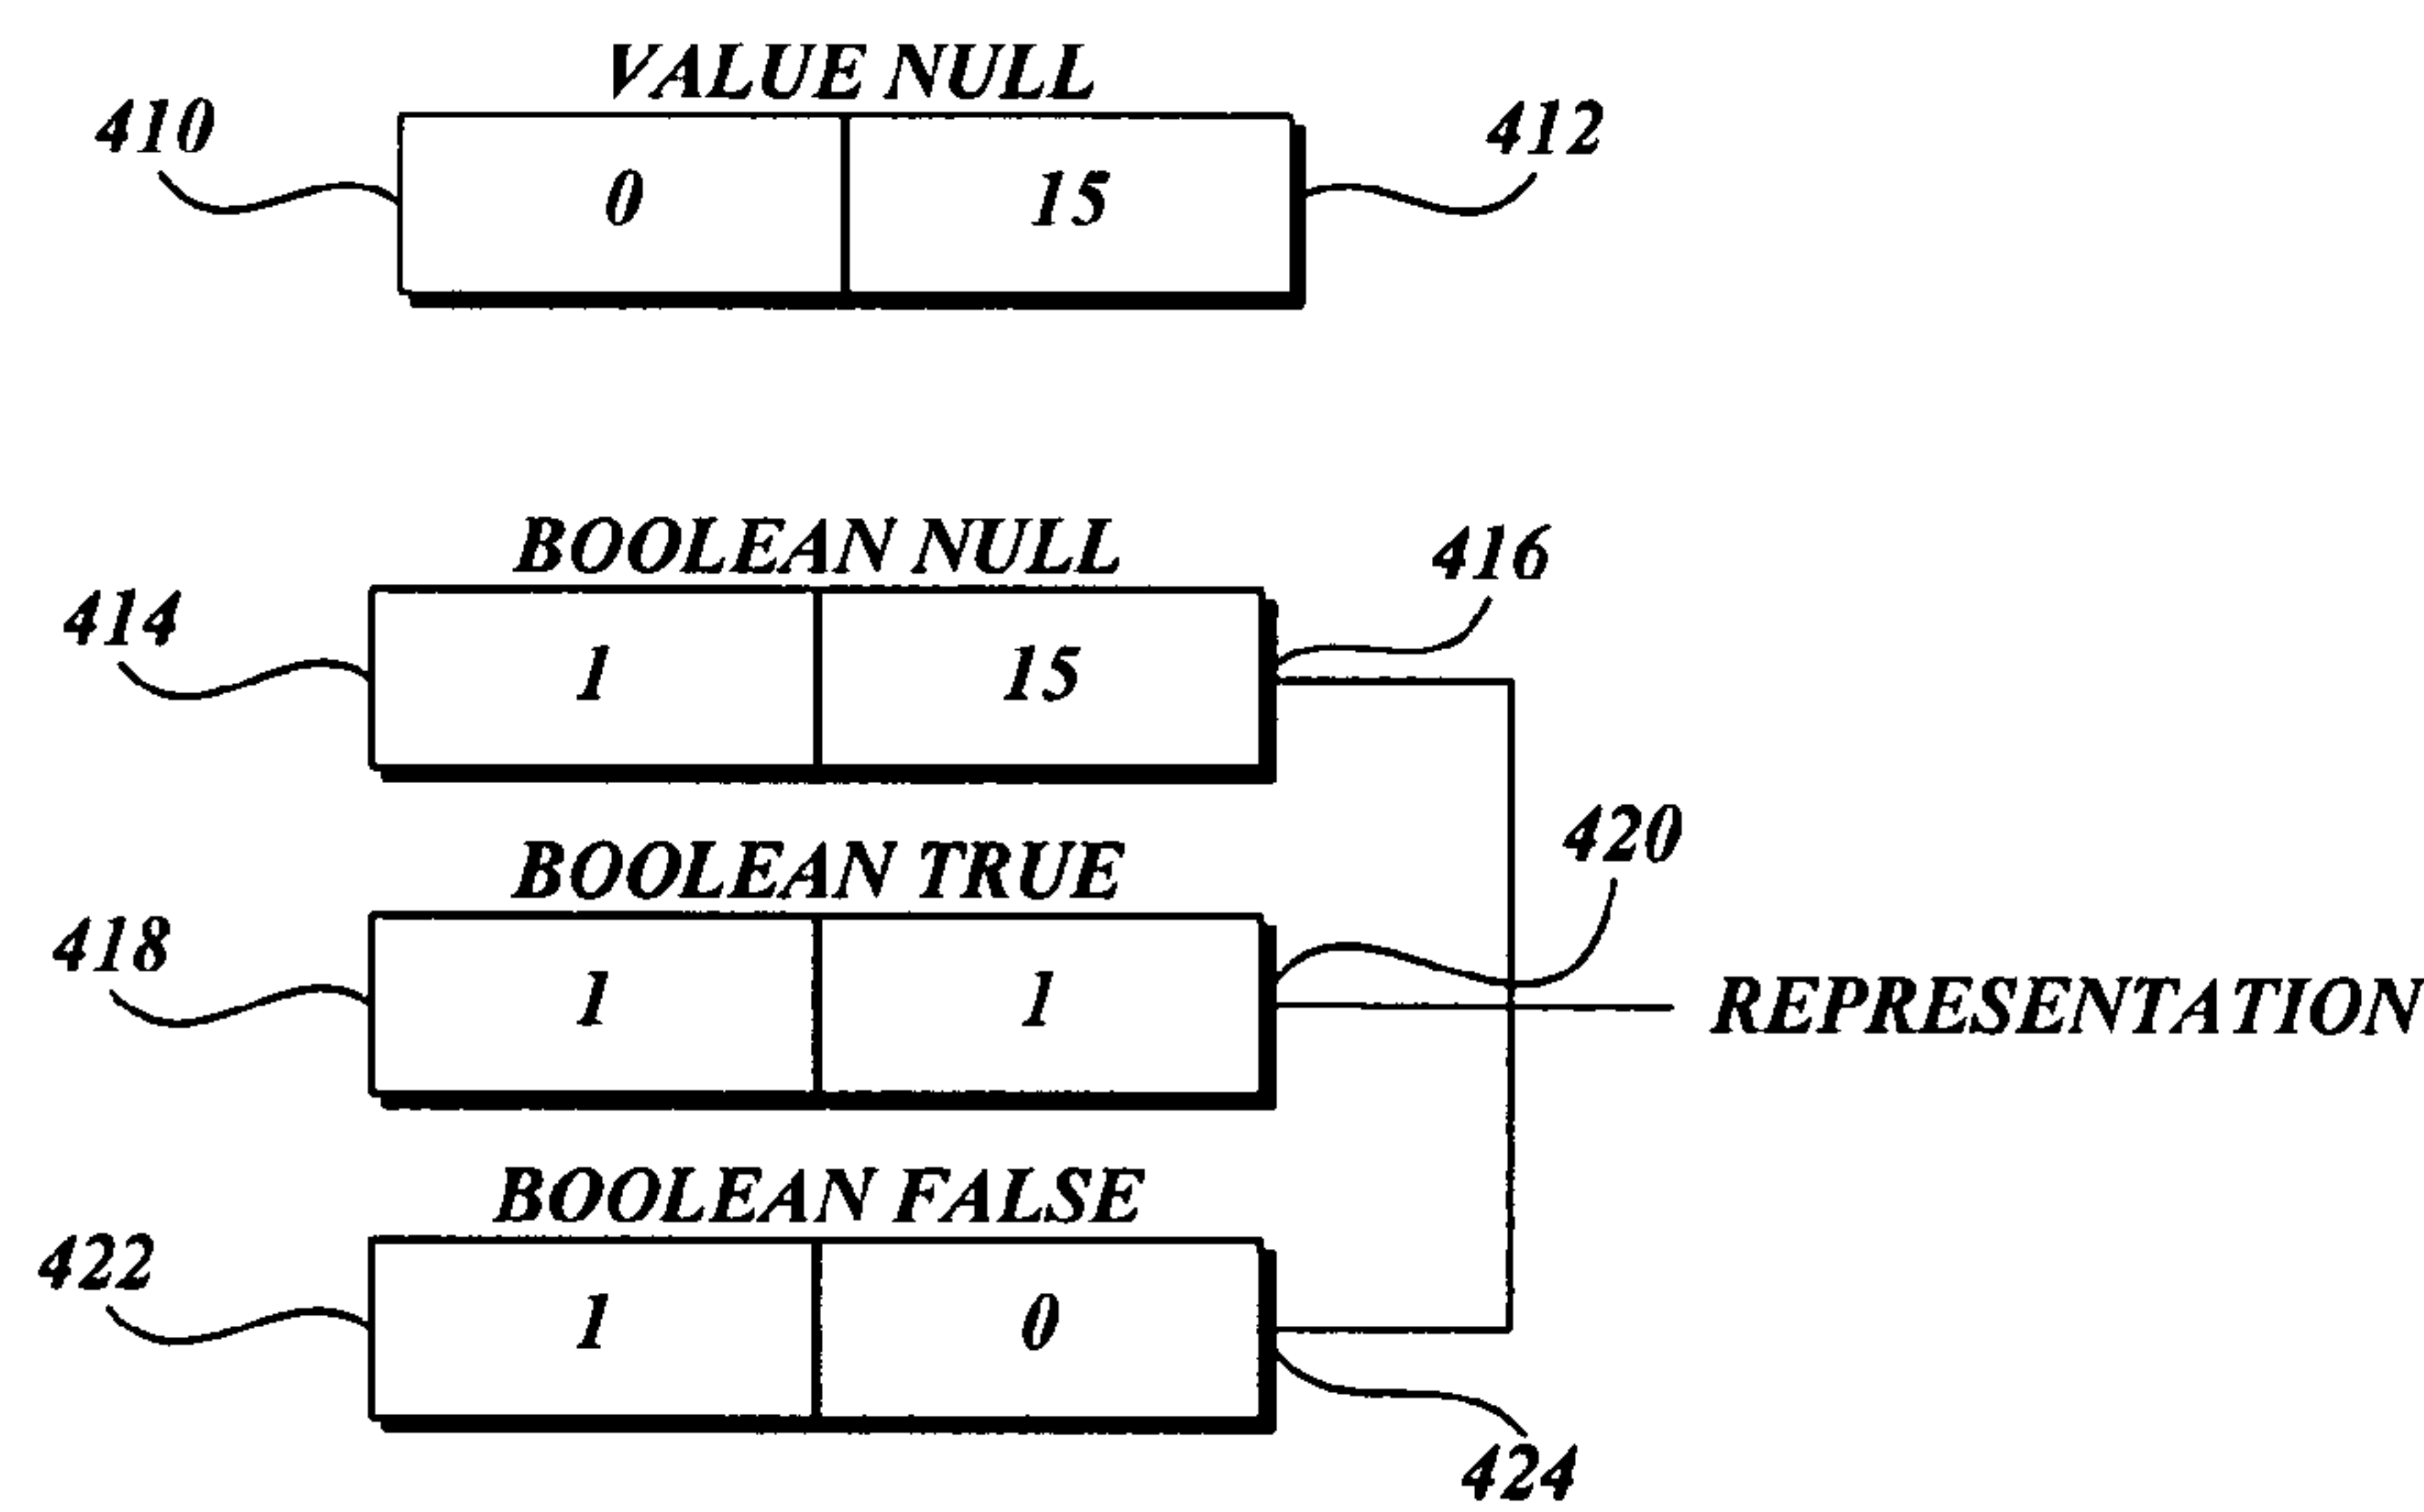 VALUE NULL
410
412
0 15
BOOLEAN NULL
416
414
1 15
420
BOOLEAN TRUE
418
1 1
REPRESENTATION
BOOLEAN FALSE
422
1 0
424